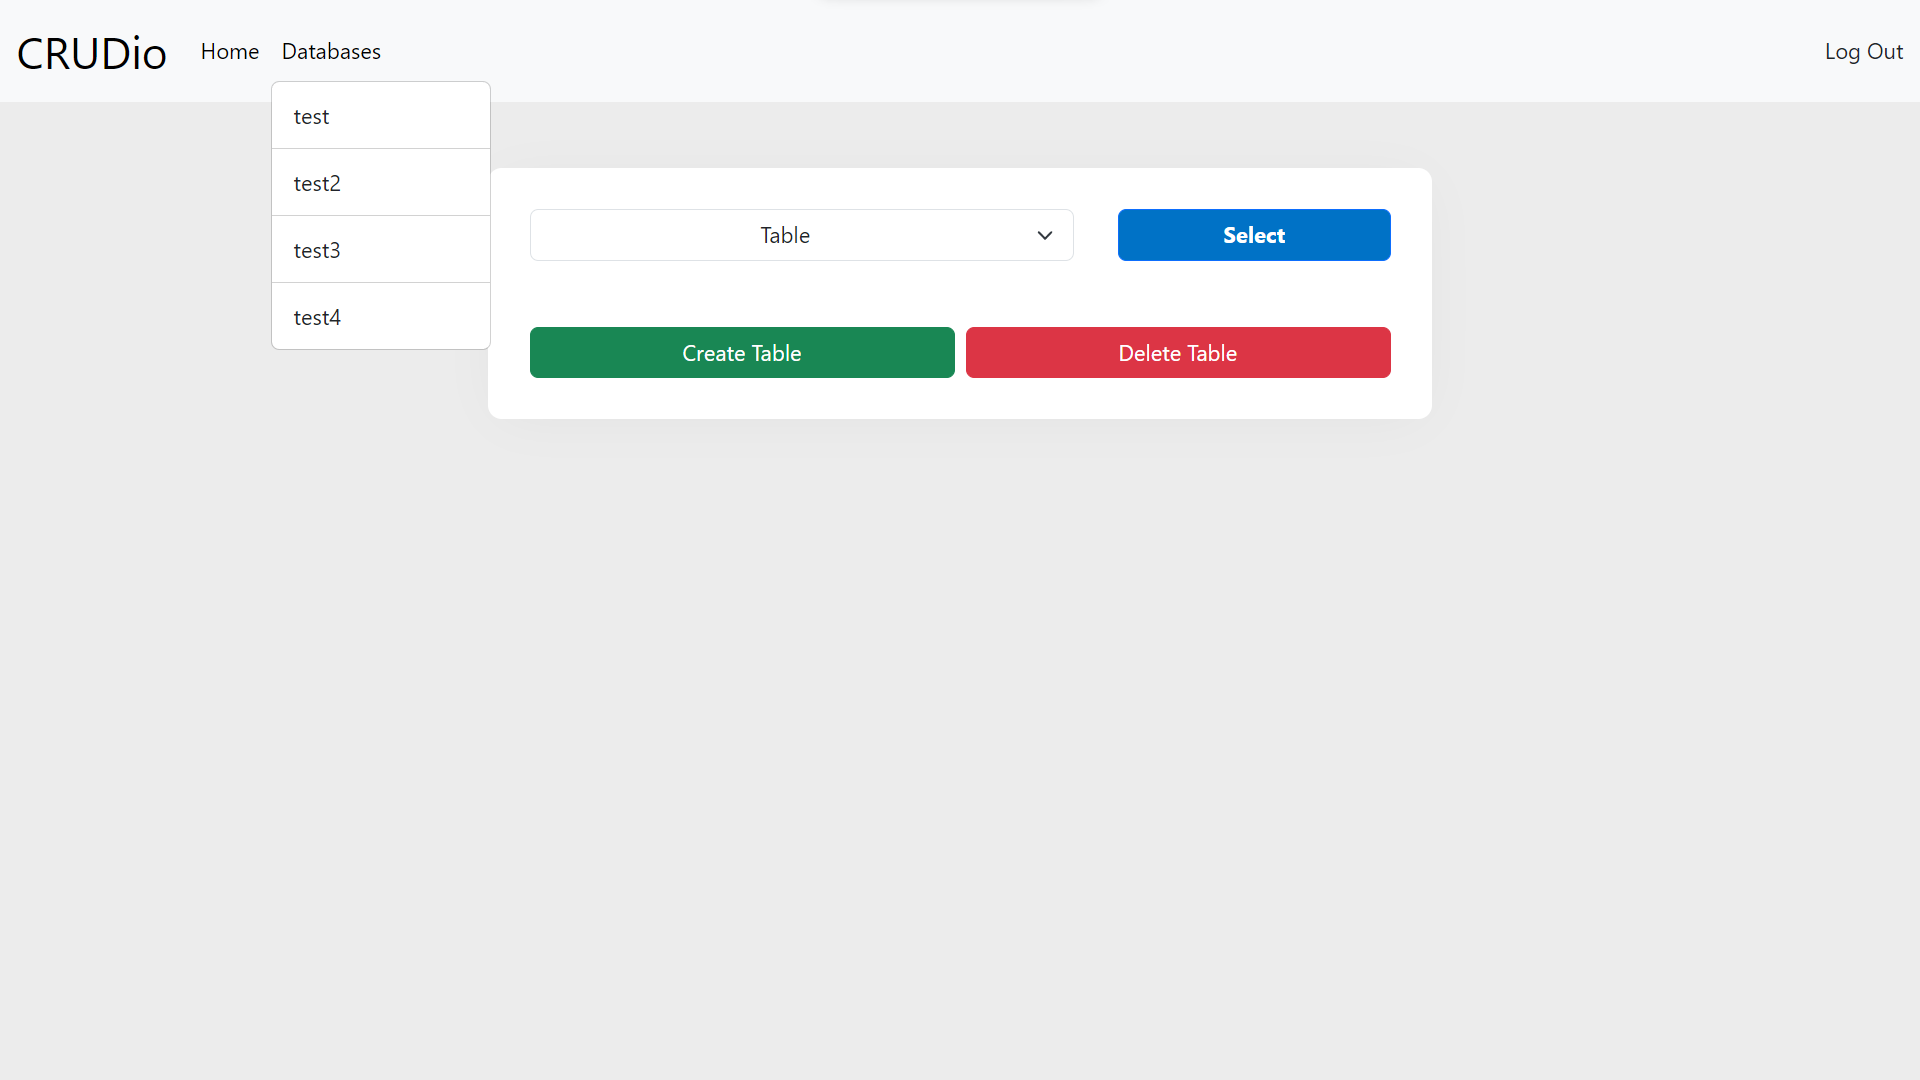 CRUDio
Home
Databases
Log Out
test
test2
test3
test4
Table
Select
Create Table
Delete Table